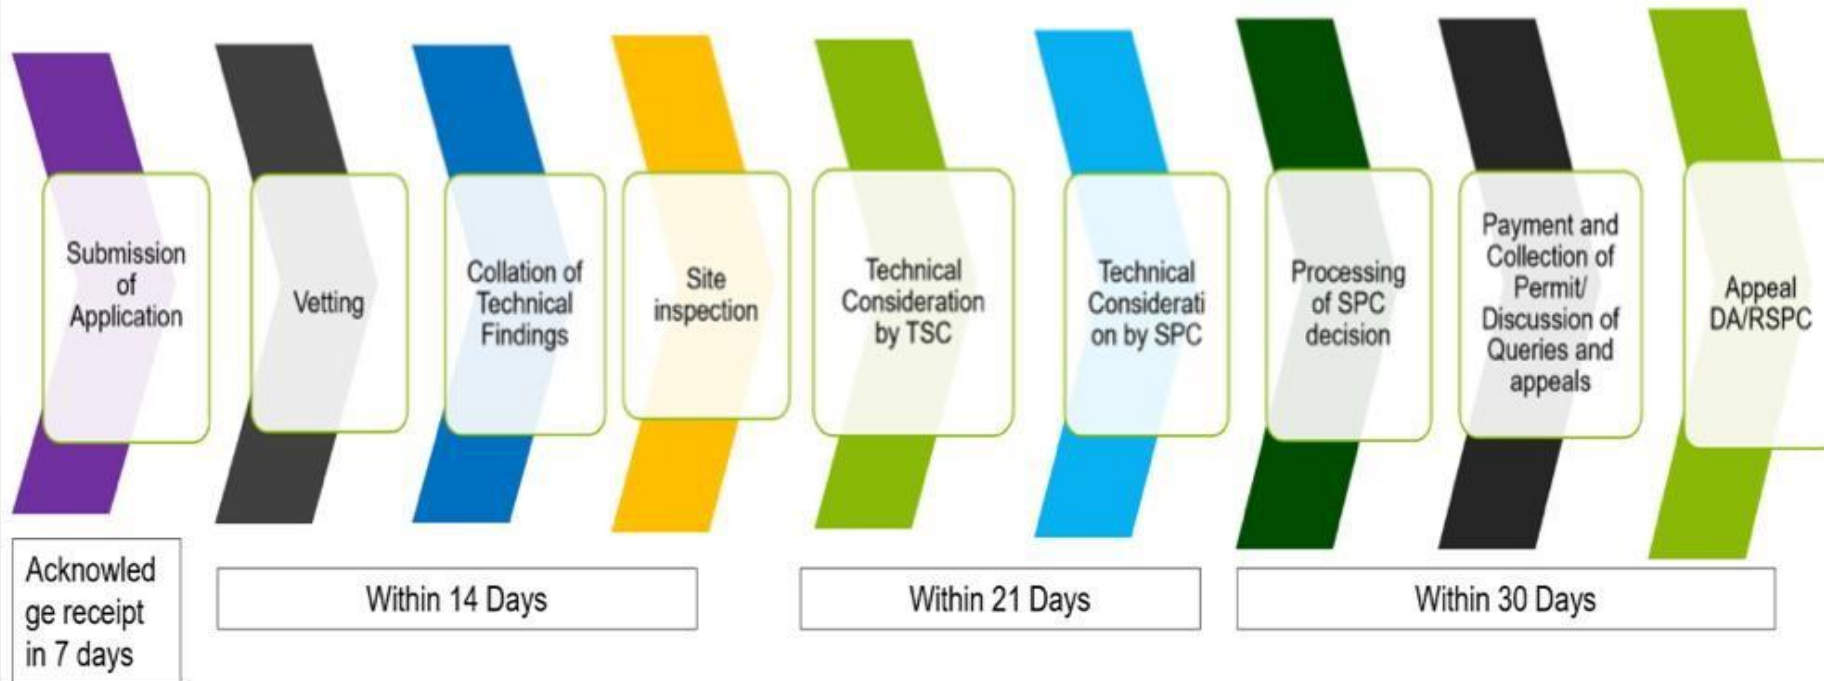 Submission
of
Application
Vetting
Collation of
Technical
Findings
Site
inspection
Technical
Consideration
by TSC
Technical
Considerati
on by SPC
Processing
of SPC
decision
Payment and
Collection of
Permit/
Discussion of
Queries and
appeals
Appeal
DA/RSPC
Acknowled
ge receipt
in 7 days
Within 14 Days
Within 21 Days
Within 30 Days